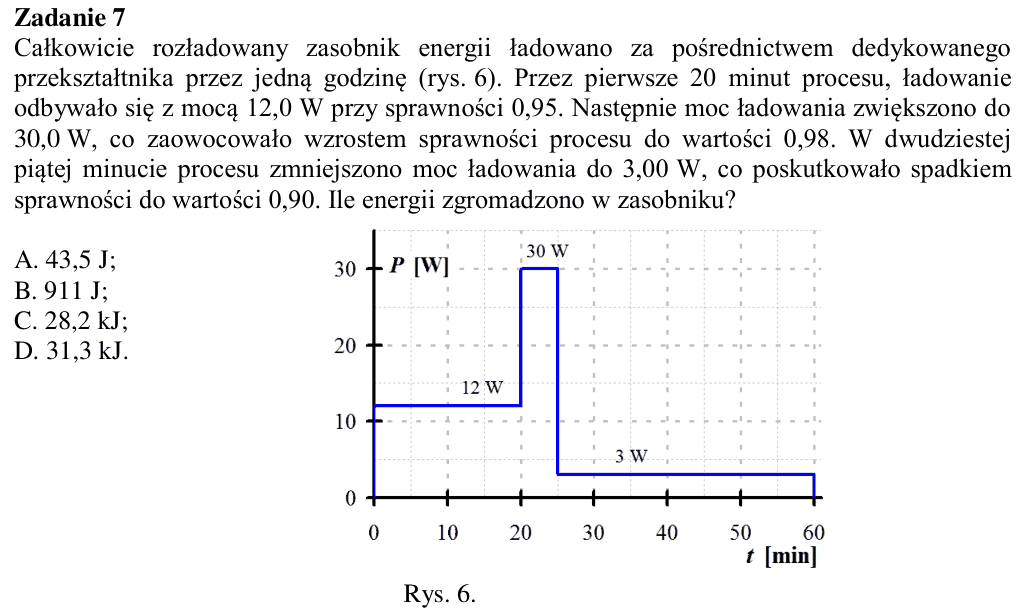 Zadanie 7
Całkowicie rozładowany zasobnik energii ładowano za pośrednictwem dedykowanego
przekształtnika przez jedną godzinę (rys. 6). Przez pierwsze 20 minut procesu, ładowanie
odbywało się z mocą 12,0 W przy sprawności 0,95. Następnie moc ładowania zwiększono do
30,0 W, co zaowocowało wzrostem sprawności procesu do wartości 0,98. W dwudziestej
piątej minucie procesu zmniejszono moc ładowania do 3,00 W, co poskutkowało spadkiem
sprawności do wartości 0,90. Ile energii zgromadzono w zasobniku?
A. 43,5 J;
B. 911 J;
C. 28,2 kJ;
D. 31,3 kJ.
30 W
30 P [W]
20
12 W
10
3 W
0
0 10 20 30 40 50 60
t [min]
Rys. 6.